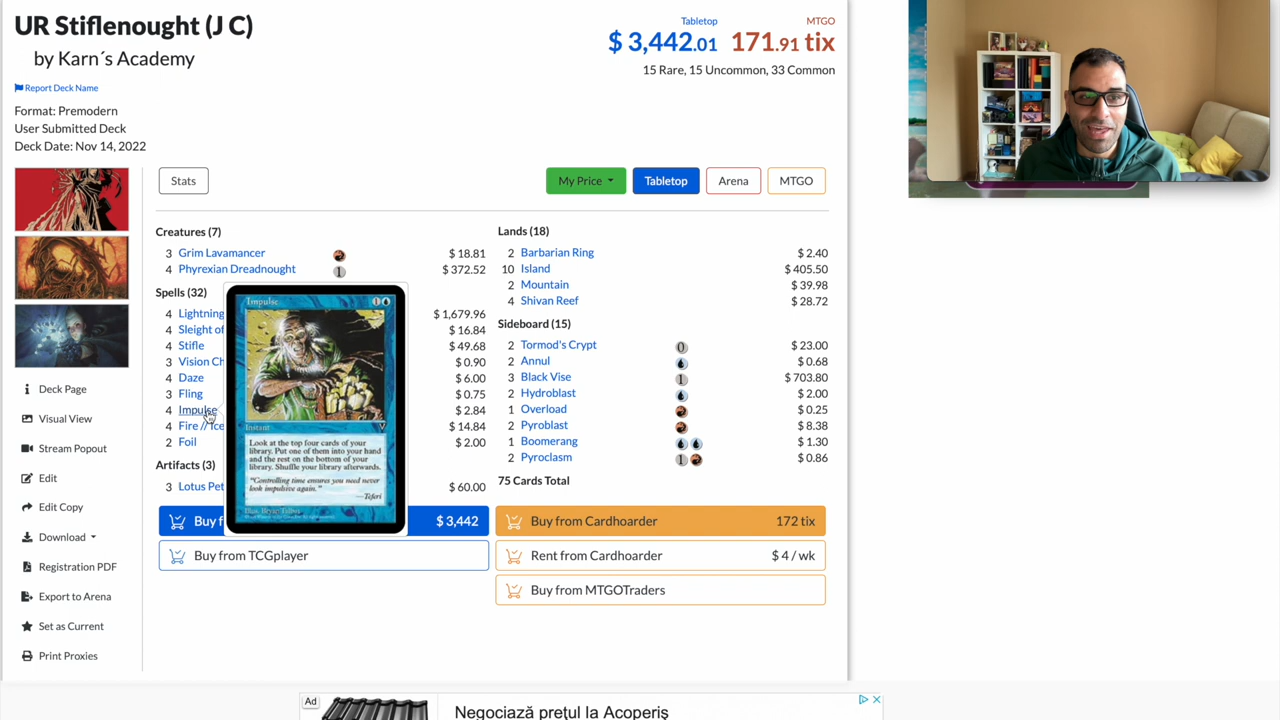 UR Stiflenought (J C)
by Karn´s Academy
Report Deck Name
Format: Premodern
User Submitted Deck
Deck Date: Nov 14, 2022
Tabletop
$ 3,442.01
MTGO
171.91 tix
15 Rare, 15 Uncommon, 33 Common
Stats
My Price
Tabletop
Arena
MTGO
Deck Page
Visual View
Stream Popout
Edit
Edit Copy
Download
Registration PDF
Export to Arena
Set as Current
Print Proxies
Creatures (7)
3 Grim Lavamancer $ 18.81
4 Phyrexian Dreadnought 1 $ 372.52
Spells (32)
4 Lightning $ 1,679.96
4 Sleight of $ 16.84
4 Stifle $ 49.68
3 Vision Ch $ 0.90
4 Daze $ 6.00
3 Fling $ 0.75
4 Impulse $ 2.84
4 Fire // Ice $ 14.84
2 Foil $ 2.00
Artifacts (3)
3 Lotus Pet $ 60.00
Impulse 1
Instant
Look at the top four cards of your
library. Put one of them into your hand
and the rest on the bottom of your
library. Shuffle your library afterwards.
"Controlling time ensures you need never
look impulsive again."
—Teferi
Lands (18)
2 Barbarian Ring $ 2.40
10 Island $ 405.50
2 Mountain $ 39.98
4 Shivan Reef $ 28.72
Sideboard (15)
2 Tormod's Crypt 0 $ 23.00
2 Annul $ 0.68
3 Black Vise 1 $ 703.80
2 Hydroblast $ 2.00
1 Overload $ 0.25
2 Pyroblast $ 8.38
1 Boomerang $ 1.30
2 Pyroclasm 1 $ 0.86
75 Cards Total
Buy f $ 3,442
Buy from TCGplayer
Buy from Cardhoarder 172 tix
Rent from Cardhoarder $ 4 / wk
Buy from MTGOTraders
Ad
Negociază prețul la Acoperiș